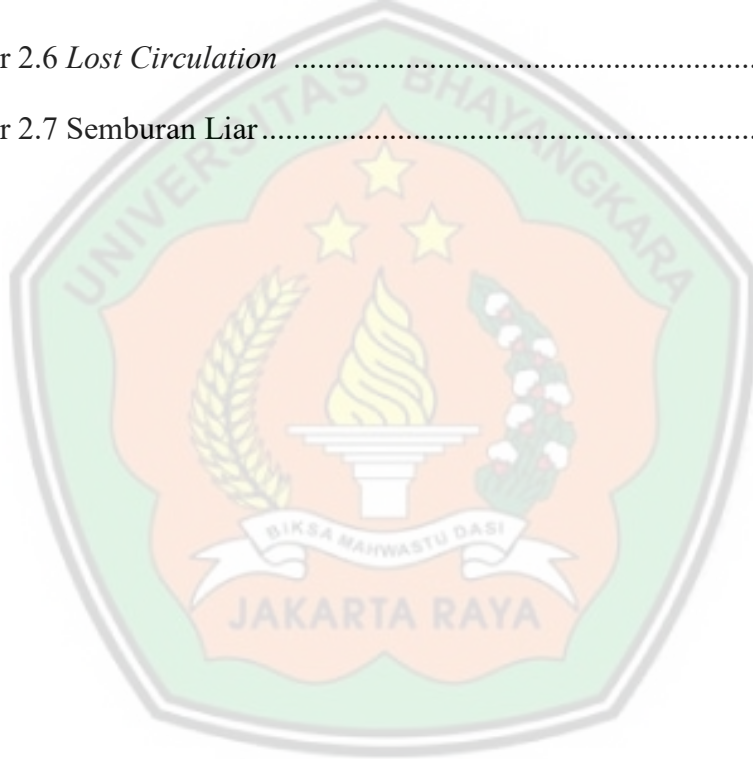 r 2.6 Lost Circulation ..........................................................
r 2.7 Semburan Liar..............................................................
UNIVERSITAS BHAYANGKARA
BIKSA MAHWASTU DASI
JAKARTA RAYA